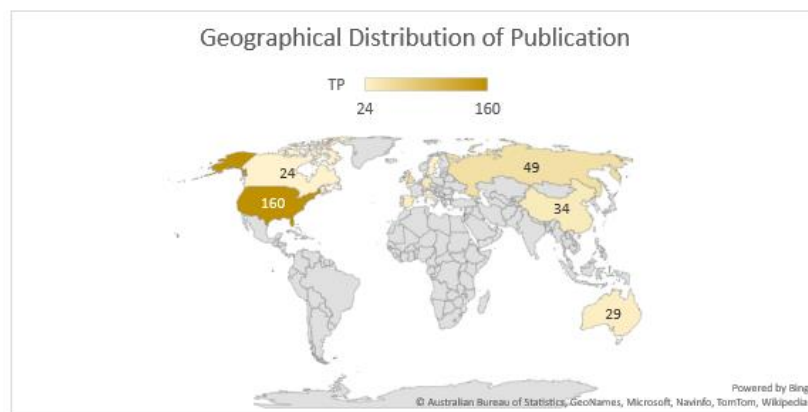 Geographical Distribution of Publication
TP
24 160
24
49
160
34
29
Powered by Bing
© Australian Bureau of Statistics, GeoNames, Microsoft, Navinfo, TomTom, Wikipedia